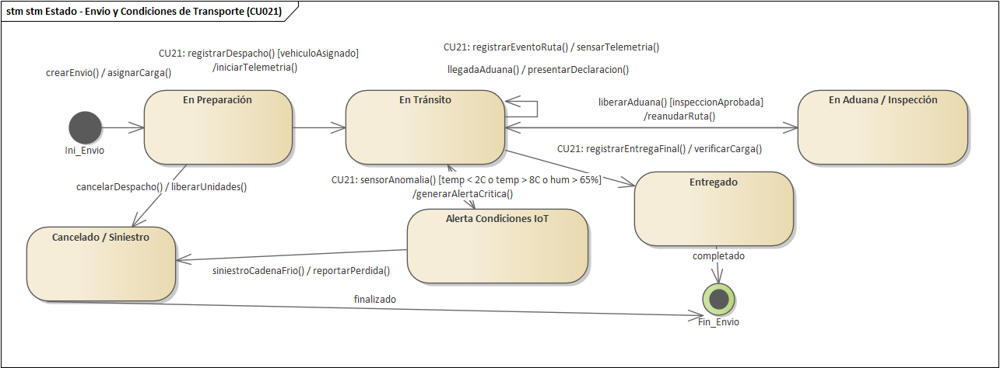 stm stm Estado - Envio y Condiciones de Transporte (CU021)
CU21: registrarEventoRuta() / sensarTelemetria()
CU21: registrarDespacho() [vehiculoAsignado]
/iniciarTelemetria()
crearEnvio() / asignarCarga()
llegadaAduana() / presentarDeclaracion()
En Preparación
En Tránsito
liberarAduana() [inspeccionAprobada]
/reanudarRuta()
En Aduana / Inspección
Ini_Envio
CU21: registrarEntregaFinal() / verificarCarga()
cancelarDespacho() / liberarUnidades()
CU21: sensorAnomalia() [temp < 2C o temp > 8C o hum > 65%]
/generarAlertaCritica()
Entregado
Alerta Condiciones IoT
Cancelado / Siniestro
completado
siniestroCadenaFrio() / reportarPerdida()
finalizado
Fin_Envio